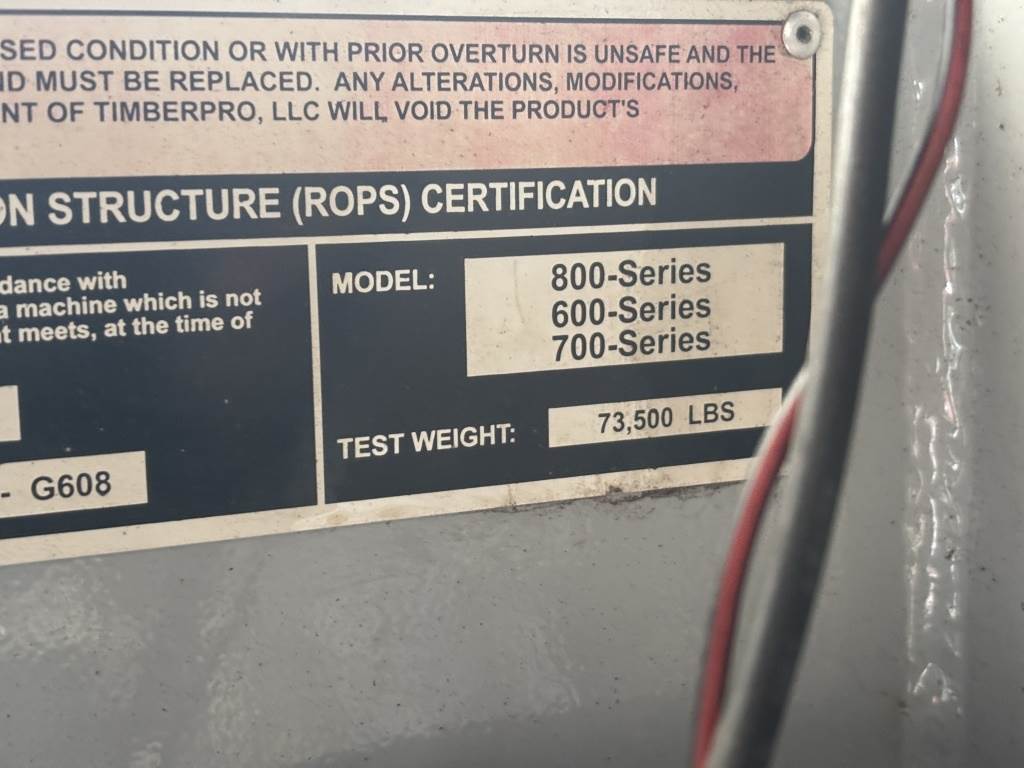 SED CONDITION OR WITH PRIOR OVERTURN IS UNSAFE AND THE
ND MUST BE REPLACED. ANY ALTERATIONS, MODIFICATIONS,
NT OF TIMBERPRO, LLC WILL VOID THE PRODUCT'S
ON STRUCTURE (ROPS) CERTIFICATION
dance with
a machine which is not
t meets, at the time of
- G608
MODEL:
800-Series
600-Series
700-Series
TEST WEIGHT:
73,500 LBS